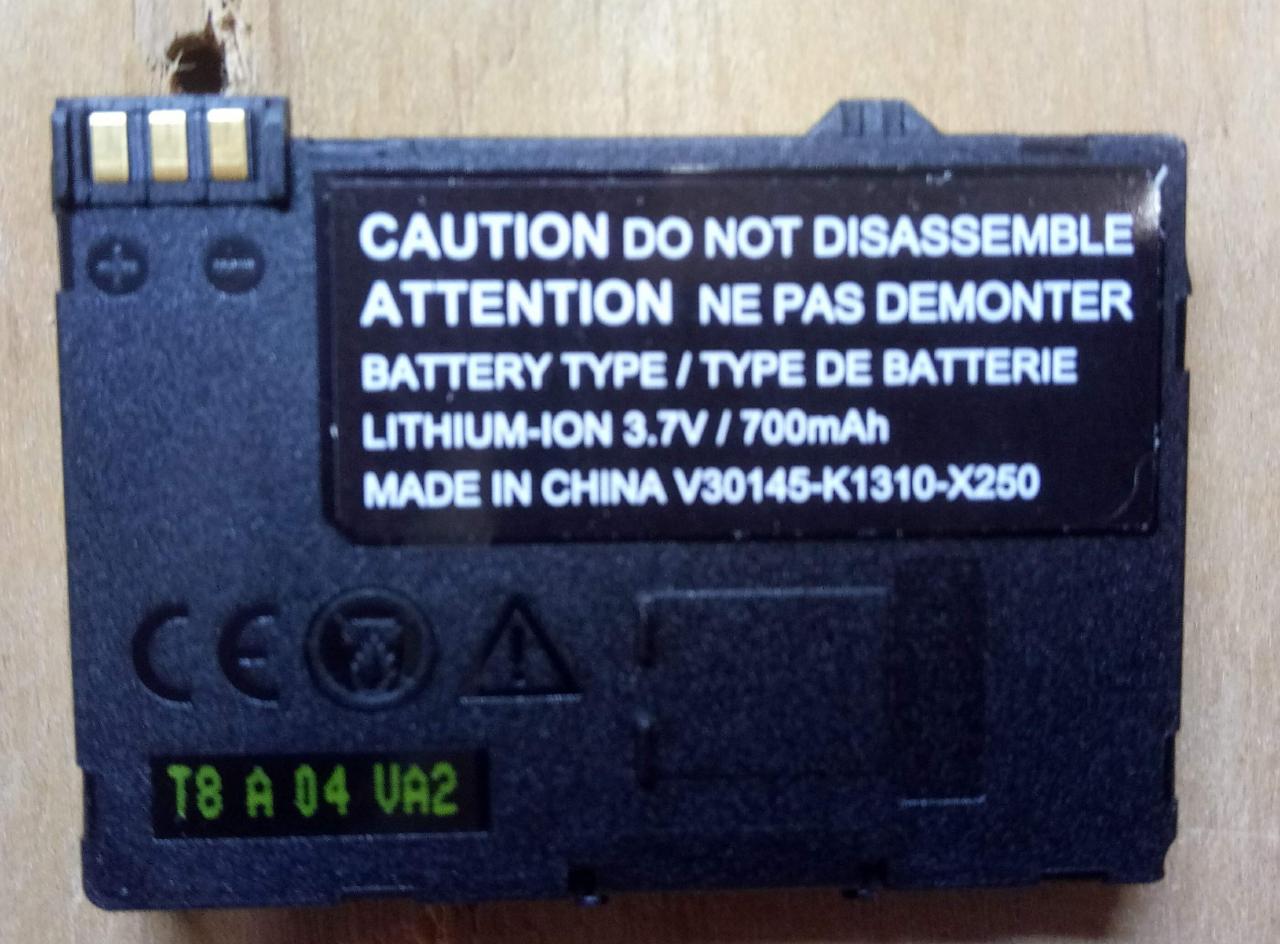 CAUTION DO NOT DISASSEMBLE
ATTENTION NE PAS DEMONTER
BATTERY TYPE / TYPE DE BATTERIE
LITHIUM-ION 3.7V / 700mAh
MADE IN CHINA V30145-K1310-X250
CE
T8 A 04 VA2